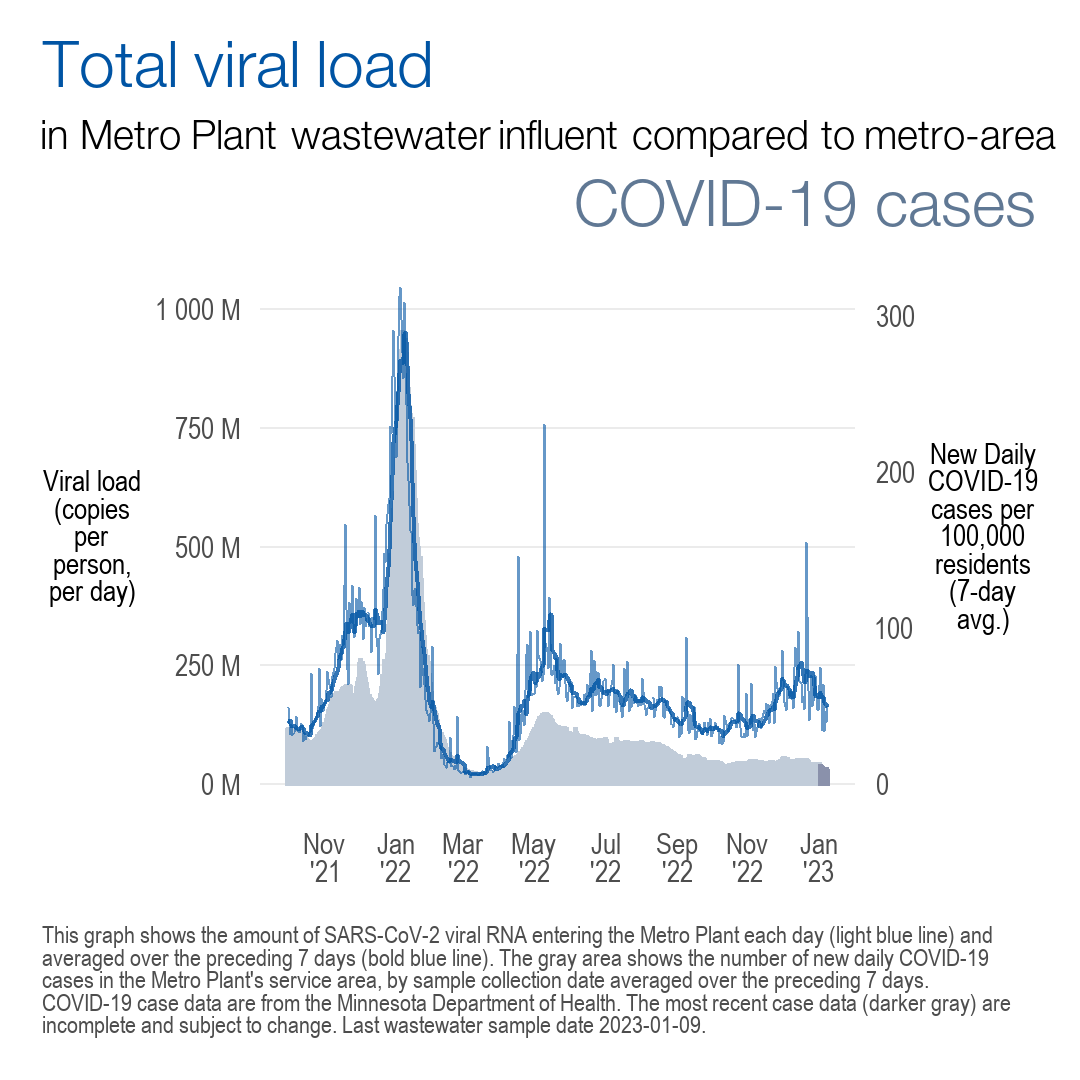 Total viral load
in Metro Plant wastewater influent compared to metro-area
COVID-19 cases
1 000 M
750 M
500 M
250 M
0 M
Viral load
(copies
per
person,
per day)
300
200
100
0
New Daily
COVID-19
cases per
100,000
residents
(7-day
avg.)
Nov '21
Jan '22
Mar '22
May '22
Jul '22
Sep '22
Nov '22
Jan '23
This graph shows the amount of SARS-CoV-2 viral RNA entering the Metro Plant each day (light blue line) and
averaged over the preceding 7 days (bold blue line). The gray area shows the number of new daily COVID-19
cases in the Metro Plant's service area, by sample collection date averaged over the preceding 7 days.
COVID-19 case data are from the Minnesota Department of Health. The most recent case data (darker gray) are
incomplete and subject to change. Last wastewater sample date 2023-01-09.